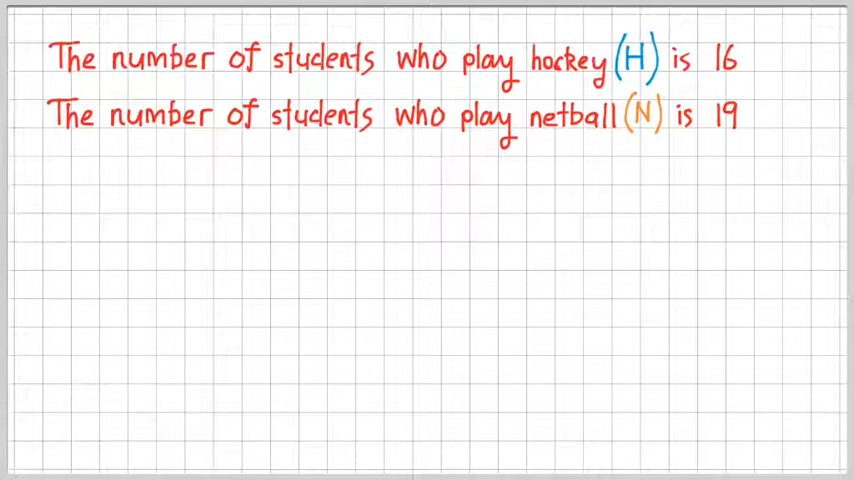 The number of students who play hockey (H) is 16
The number of students who play netball (N) is 19